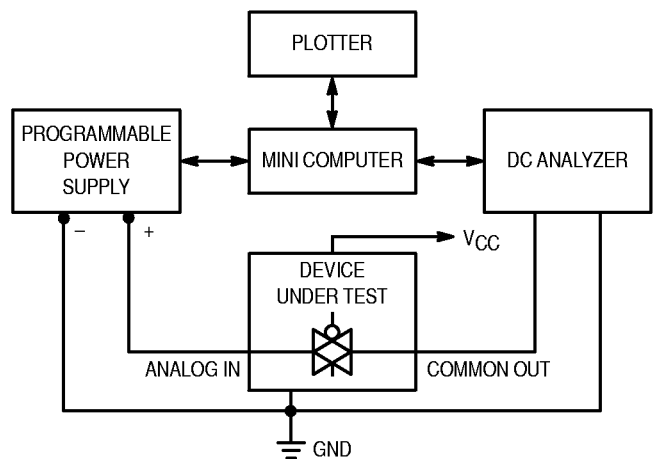 PLOTTER
PROGRAMMABLE
POWER
SUPPLY
MINI COMPUTER
DC ANALYZER
– +
VCC
DEVICE
UNDER TEST
ANALOG IN
COMMON OUT
GND